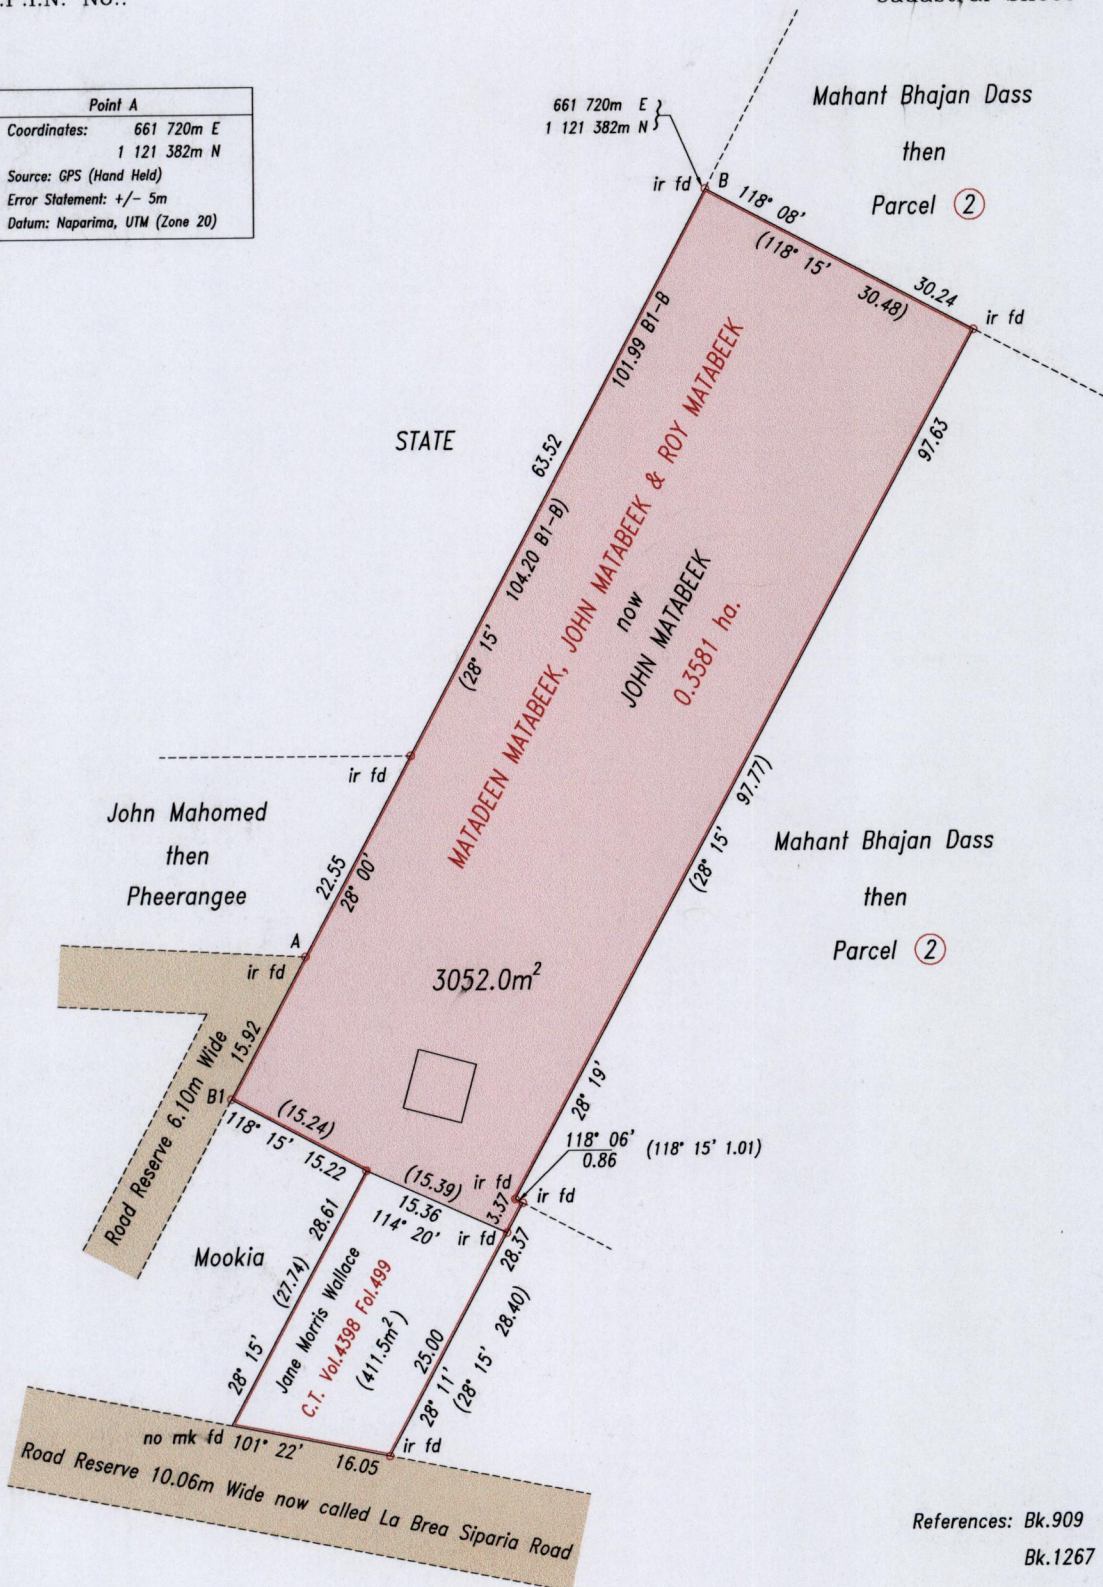 Point A
Coordinates: 661 720m E
1 121 382m N
Source: GPS (Hand Held)
Error Statement: +/- 5m
Datum: Naparima, UTM (Zone 20)
661 720m E
1 121 382m N
Mahant Bhajan Dass
then
Parcel 2
ir fd
B
118° 08'
30.24
(118° 15'
30.48)
ir fd
STATE
101.99 B1-B
63.52
104.20 B1-B)
(28° 15'
97.63
MATADEEN MATABEEK, JOHN MATABEEK & ROY MATABEEK
now
JOHN MATABEEK
0.3581 ha.
ir fd
John Mahomed
then
Pheerangee
22.55
28° 00'
97.77)
(28° 15'
Mahant Bhajan Dass
then
Parcel 2
A
ir fd
3052.0m²
15.92
Road Reserve 6.10m Wide
B1
(15.24)
118° 15' 15.22
28° 19'
118° 06'
0.86
(118° 15' 1.01)
(15.39)
15.36
114° 20'
ir fd
3.37
ir fd
ir fd
28.37
Mookia
28.61
(27.74)
28° 15'
Jane Morris Wallace
C.T. Vol.4398 Fol.499
(411.5m²)
25.00
28° 11'
(28° 15' 28.40)
no mk fd 101° 22' 16.05
ir fd
Road Reserve 10.06m Wide now called La Brea Siparia Road
References: Bk.909
Bk.1267